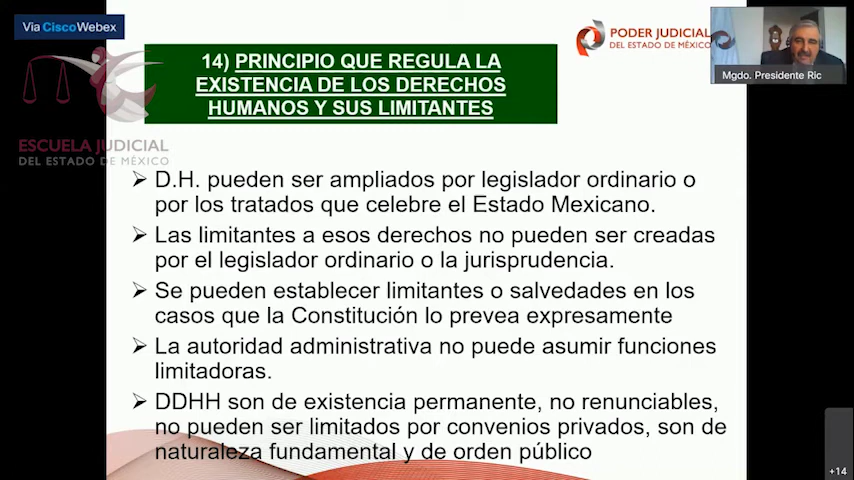 Vía Cisco Webex
14) PRINCIPIO QUE REGULA LA
EXISTENCIA DE LOS DERECHOS
HUMANOS Y SUS LIMITANTES
PODER JUDICIAL
DEL ESTADO DE MÉXICO
Mgdo. Presidente Ric
ESCUELA JUDICIAL
DEL ESTADO DE MÉXICO
D.H. pueden ser ampliados por legislador ordinario o
por los tratados que celebre el Estado Mexicano.
Las limitantes a esos derechos no pueden ser creadas
por el legislador ordinario o la jurisprudencia.
Se pueden establecer limitantes o salvedades en los
casos que la Constitución lo prevea expresamente
La autoridad administrativa no puede asumir funciones
limitadoras.
DDHH son de existencia permanente, no renunciables,
no pueden ser limitados por convenios privados, son de
naturaleza fundamental y de orden público
+14